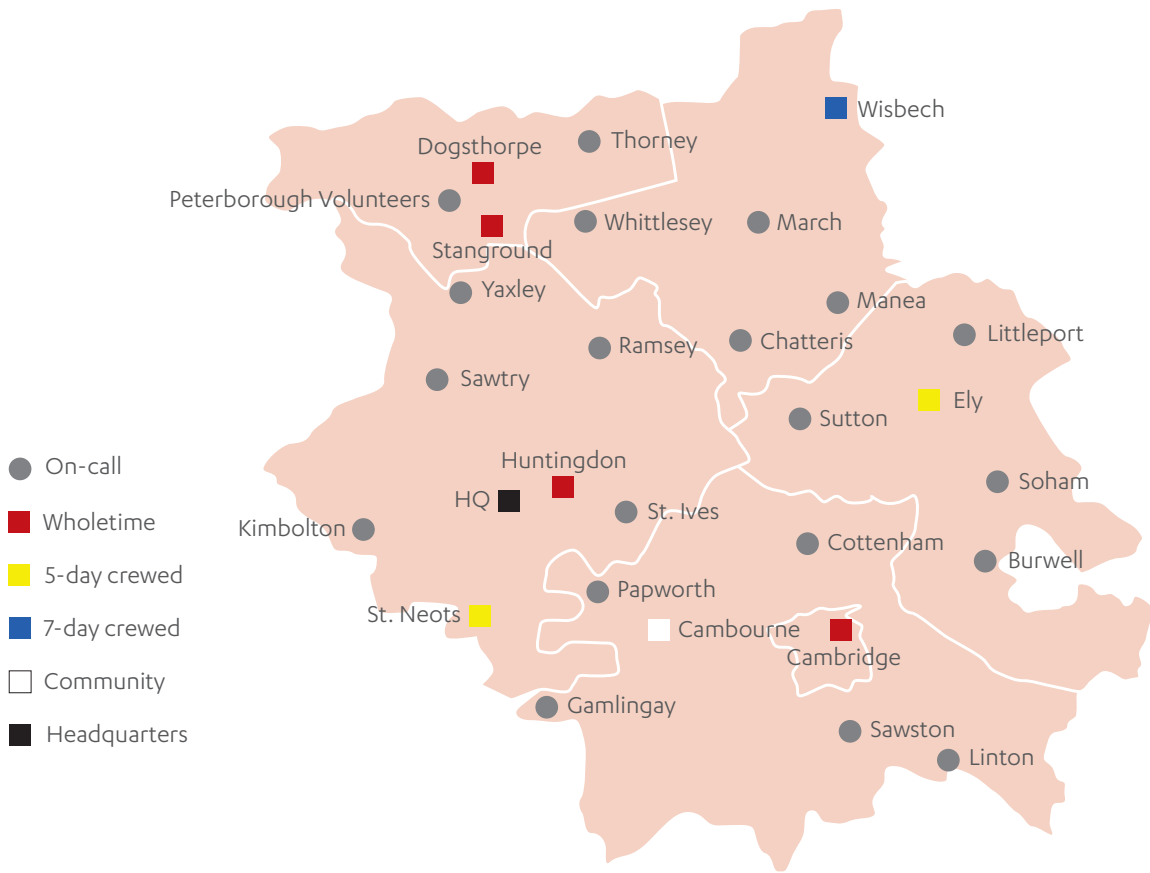 Wisbech
Thorney
Dogsthorpe
Peterborough Volunteers
Whittlesey
March
Stanground
Yaxley
Manea
Littleport
Chatteris
Ramsey
Sawtry
Ely
Sutton
Huntingdon
On-call
Soham
HQ
St. Ives
Wholetime
Kimbolton
Cottenham
Burwell
5-day crewed
Papworth
St. Neots
7-day crewed
Cambourne
Cambridge
Community
Gamlingay
Sawston
Headquarters
Linton